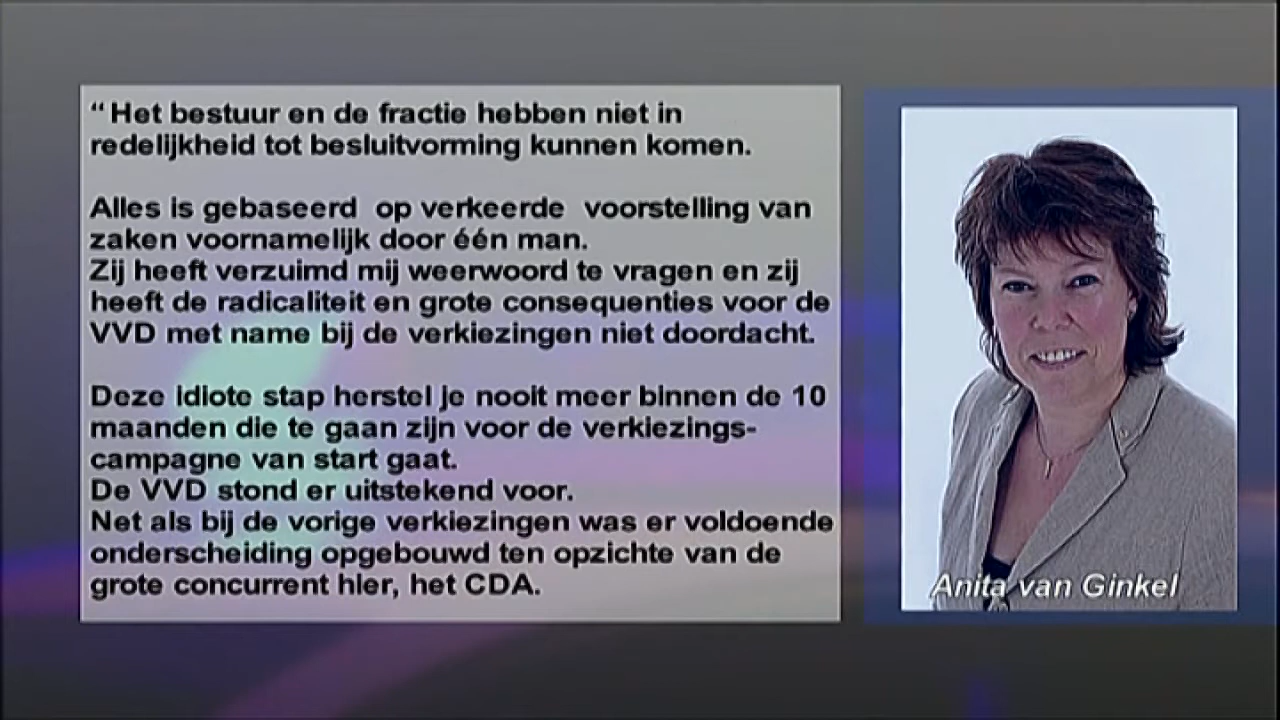 “ Het bestuur en de fractie hebben niet in
redelijkheid tot besluitvorming kunnen komen.
Alles is gebaseerd op verkeerde voorstelling van
zaken voornamelijk door één man.
Zij heeft verzuimd mij weerwoord te vragen en zij
heeft de radicaliteit en grote consequenties voor de
VVD met name bij de verkiezingen niet doordacht.
Deze idiote stap herstel je nooit meer binnen de 10
maanden die te gaan zijn voor de verkiezings-
campagne van start gaat.
De VVD stond er uitstekend voor.
Net als bij de vorige verkiezingen was er voldoende
onderscheiding opgebouwd ten opzichte van de
grote concurrent hier, het CDA.
Anita van Ginkel